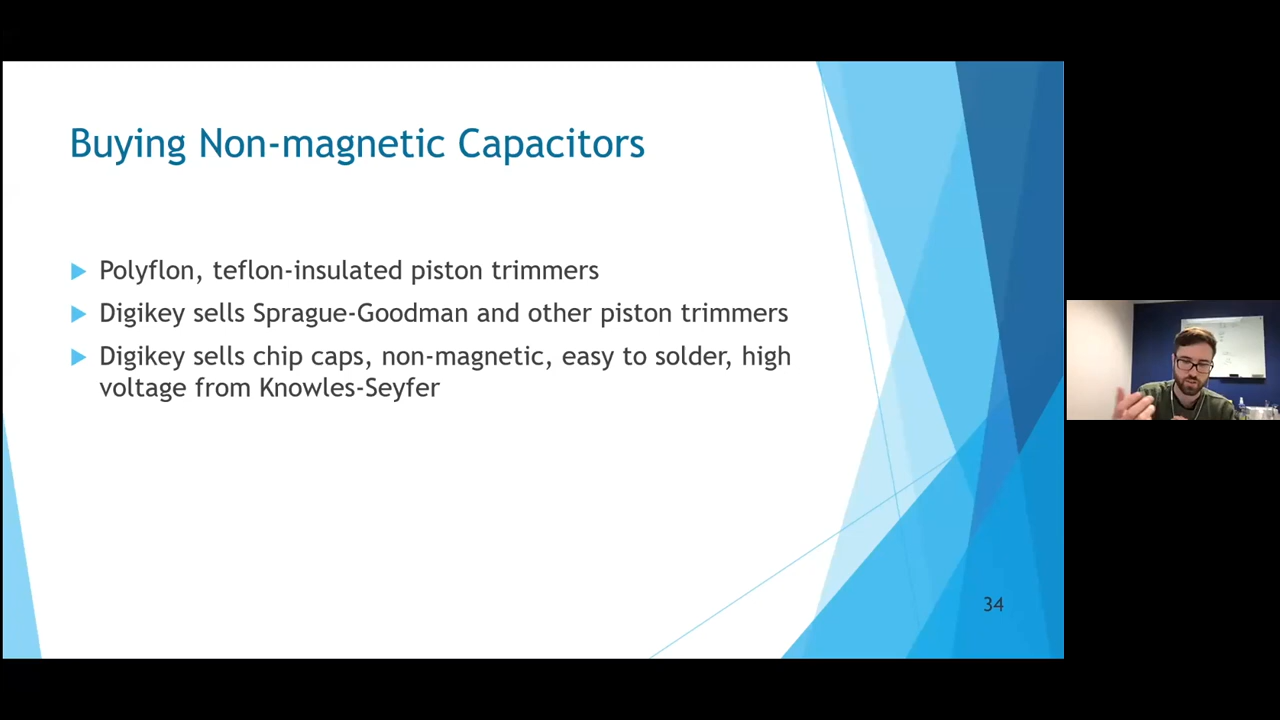 Buying Non-magnetic Capacitors
Polyflon, teflon-insulated piston trimmers
Digikey sells Sprague-Goodman and other piston trimmers
Digikey sells chip caps, non-magnetic, easy to solder, high
voltage from Knowles-Seyfer
34